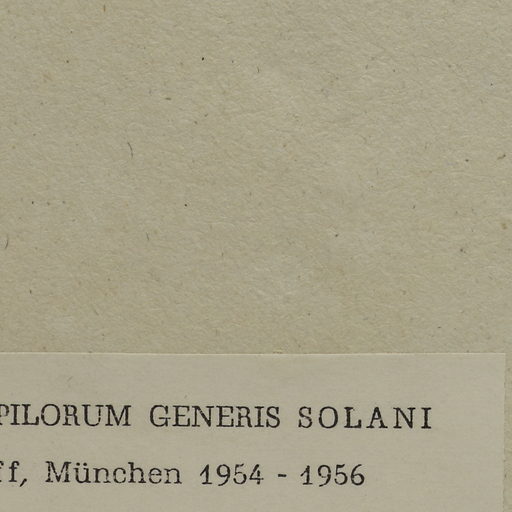 PILORUM GENERIS SOLANI
ff, München 1954 - 1956